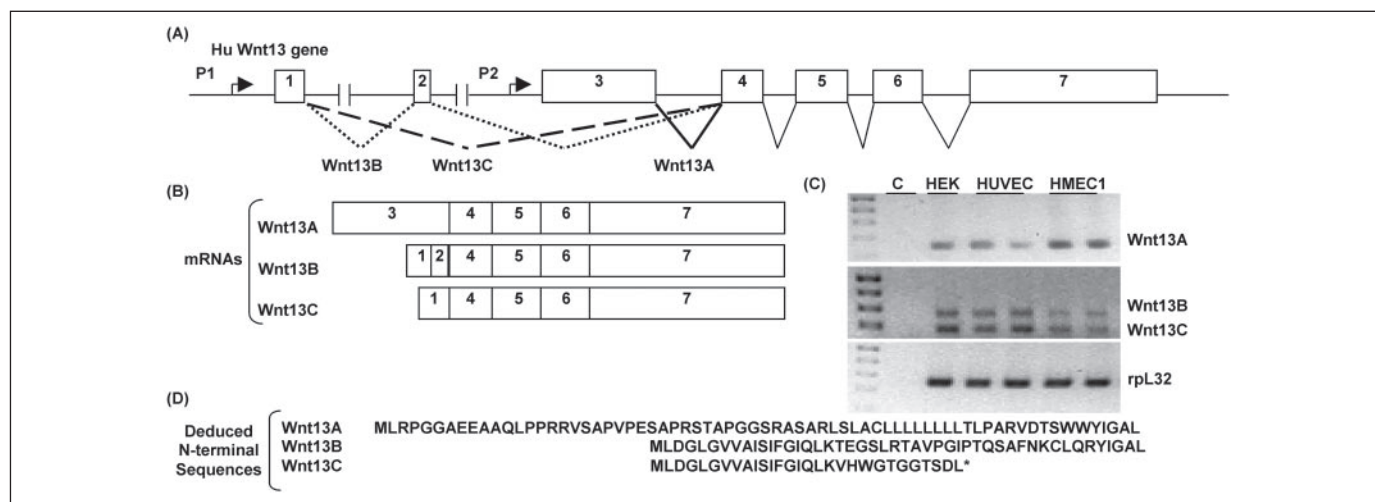 (A)
Hu Wnt13 gene
P1
1
2
P2
3
4
5
6
7
Wnt13B
Wnt13C
Wnt13A
(B)
mRNAs
Wnt13A
3 4 5 6 7
Wnt13B
1 2 4 5 6 7
Wnt13C
1 4 5 6 7
(C)
C HEK HUVEC HMEC1
Wnt13A
Wnt13B
Wnt13C
rpL32
(D)
Deduced
N-terminal
Sequences
Wnt13A MLRPGGAEEAAQLPPRRVSAPVPESAPRSTAPGGSRASARLSLACLLLLLLLLTLPARVDTSWWYIGAL
Wnt13B MLDGLGVVAISIFGIQLKTEGSLRTAVPGIPTQSAFNKCLQRYIGAL
Wnt13C MLDGLGVVAISIFGIQLKVHWGTGGTSDL*